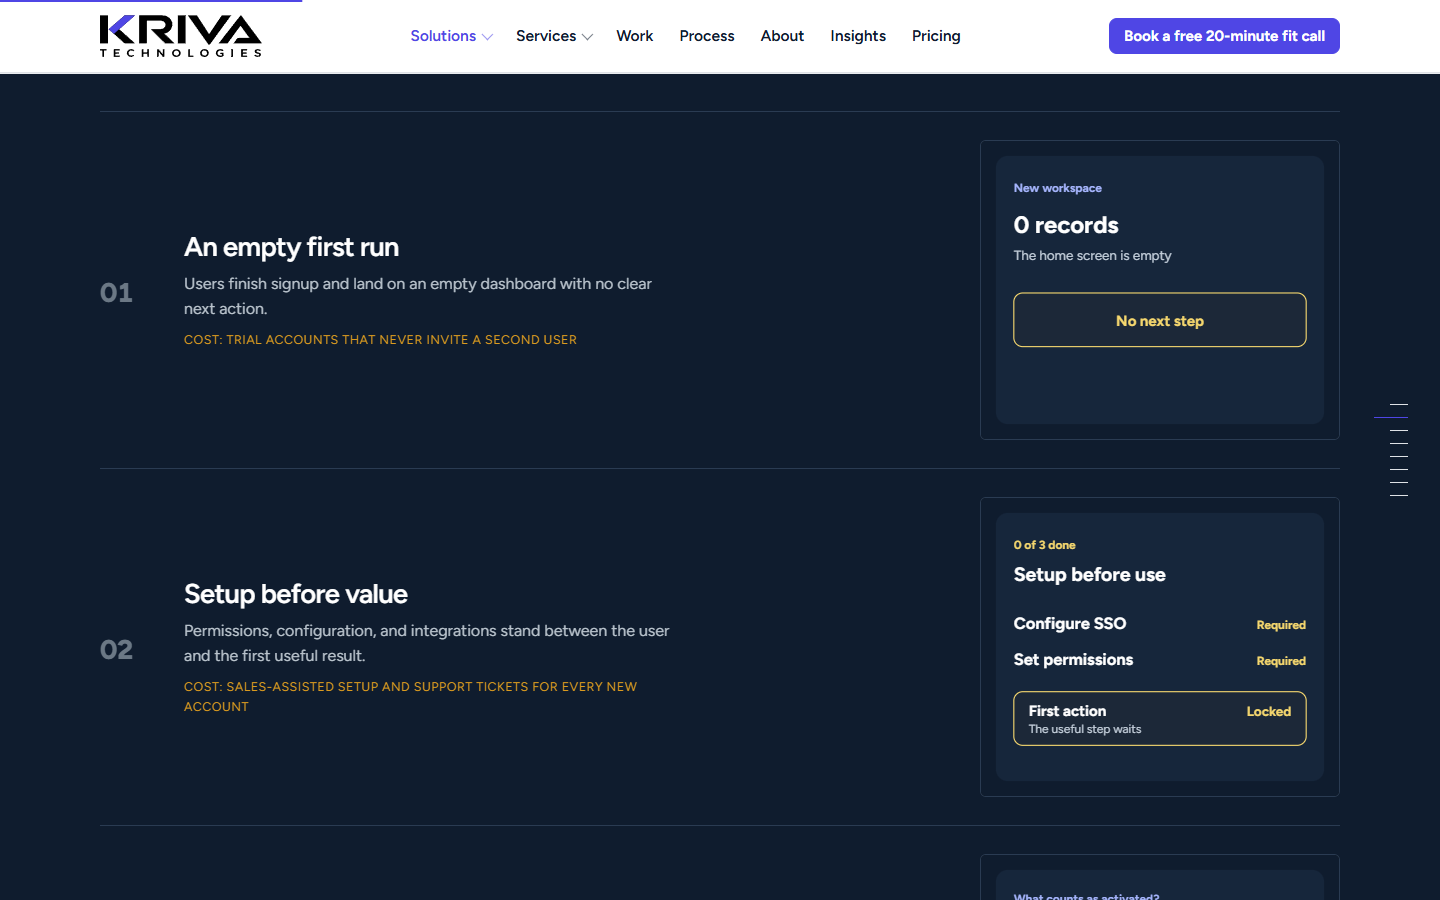 KRIVA
TECHNOLOGIES
Solutions
Services
Work
Process
About
Insights
Pricing
Book a free 20-minute fit call
01
An empty first run
Users finish signup and land on an empty dashboard with no clear
next action.
COST: TRIAL ACCOUNTS THAT NEVER INVITE A SECOND USER
New workspace
0 records
The home screen is empty
No next step
02
Setup before value
Permissions, configuration, and integrations stand between the user
and the first useful result.
COST: SALES-ASSISTED SETUP AND SUPPORT TICKETS FOR EVERY NEW
ACCOUNT
0 of 3 done
Setup before use
Configure SSO
Required
Set permissions
Required
First action
Locked
The useful step waits
What counts as activated?